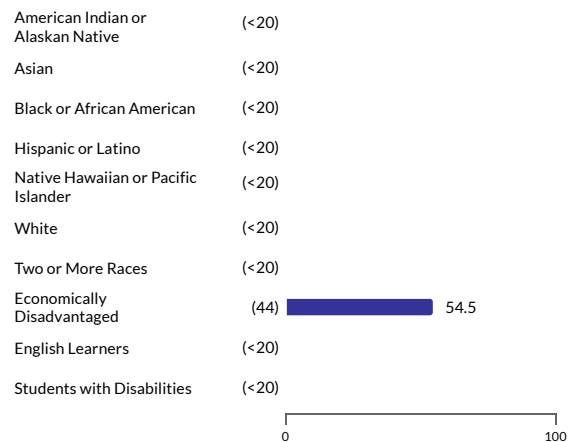 American Indian or
Alaskan Native (<20)
Asian (<20)
Black or African American (<20)
Hispanic or Latino (<20)
Native Hawaiian or Pacific
Islander (<20)
White (<20)
Two or More Races (<20)
Economically
Disadvantaged (44) 54.5
English Learners (<20)
Students with Disabilities (<20)
0 100